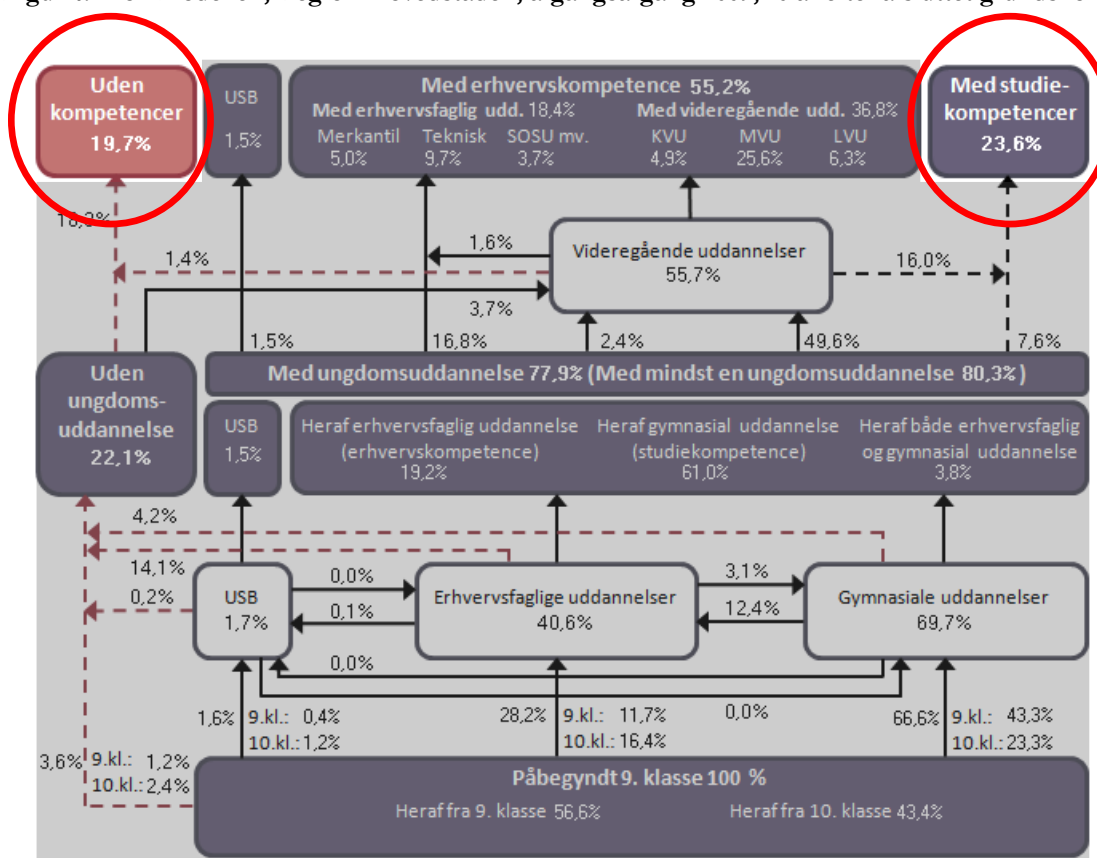 Uden
kompetencer
19,7%
USB
1,5%
Med erhvervskompetence 55,2%
Med erhvervsfaglig udd. 18,4%
Med videregående udd. 36,8%
Merkantil Teknisk SOSU mv.
5,0% 9,7% 3,7%
KVU MVU LVU
4,9% 25,6% 6,3%
Med studie-
kompetencer
23,6%
1,4%
1,6%
Videregående uddannelser
55,7%
16,0%
3,7%
1,5%
16,8%
2,4%
49,6%
7,6%
Uden
ungdoms-
uddannelse
22,1%
Med ungdomsuddannelse 77,9% (Med mindst en ungdomsuddannelse 80,3%)
USB
1,5%
Heraf erhvervsfaglig uddannelse
(erhvervskompetence)
19,2%
Heraf gymnasial uddannelse
(studiekompetence)
61,0%
Heraf både erhvervsfaglig
og gymnasial uddannelse
3,8%
4,2%
14,1%
0,2%
USB
1,7%
0,0%
0,1%
Erhvervsfaglige uddannelser
40,6%
3,1%
12,4%
Gymnasiale uddannelser
69,7%
0,0%
0,0%
1,6%
9.kl.: 0,4%
10.kl.: 1,2%
28,2%
9.kl.: 11,7%
10.kl.: 16,4%
66,6%
9.kl.: 43,3%
10.kl.: 23,3%
3,6%
9.kl.: 1,2%
10.kl.: 2,4%
Påbegyndt 9. klasse 100 %
Heraf fra 9. klasse 56,6%
Heraf fra 10. klasse 43,4%